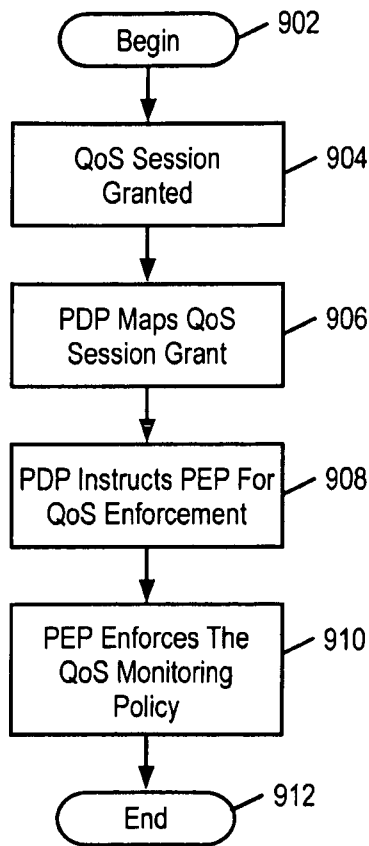 Begin
902
QoS Session
Granted
904
PDP Maps QoS
Session Grant
906
PDP Instructs PEP For
QoS Enforcement
908
PEP Enforces The
QoS Monitoring
Policy
910
End
912